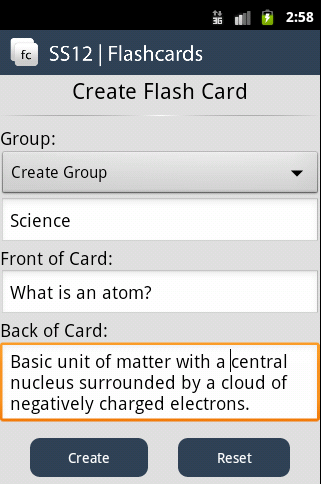 3G 2:58
fc SS12 | Flashcards
Create Flash Card
Group:
Create Group
Science
Front of Card:
What is an atom?
Back of Card:
Basic unit of matter with a central
nucleus surrounded by a cloud of
negatively charged electrons.
Create Reset